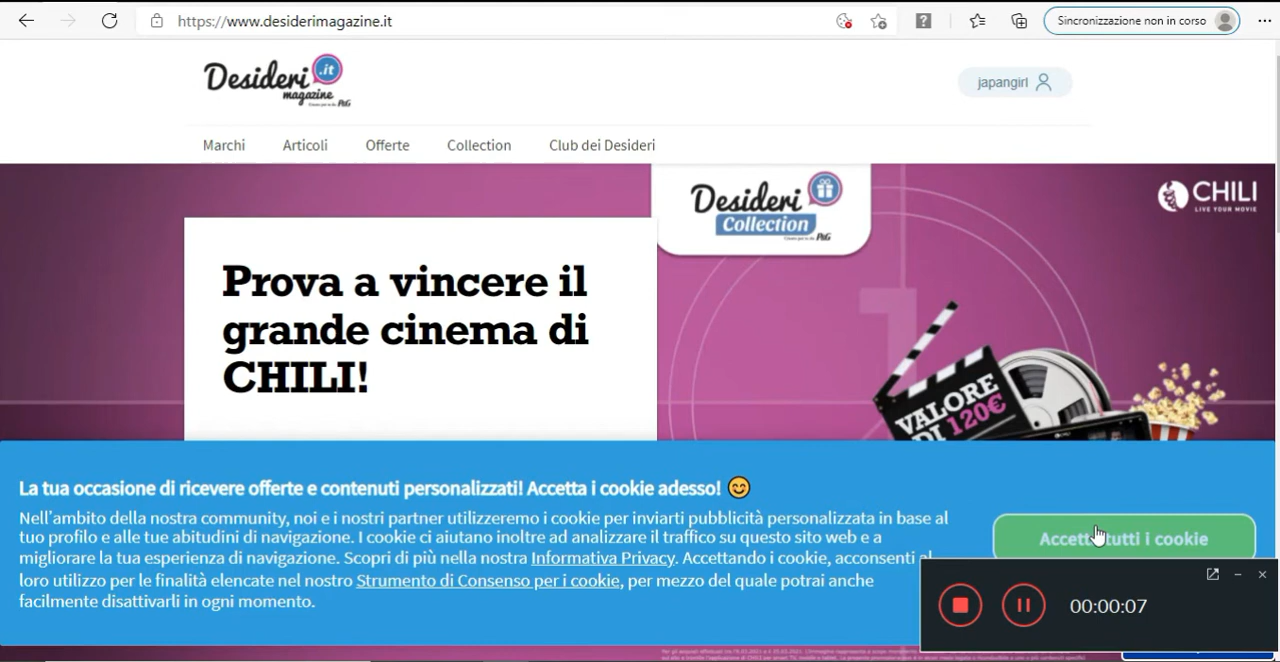 https://www.desiderimagazine.it
Sincronizzazione non in corso
Desideri.it
magazine
P&G
japangirl
Marchi Articoli Offerte Collection Club dei Desideri
Desideri
Collection
P&G
CHILI
LIVE YOUR MOVIE
Prova a vincere il
grande cinema di
CHILI!
VALORE
DI 120€
La tua occasione di ricevere offerte e contenuti personalizzati! Accetta i cookie adesso! 😊
Nell'ambito della nostra community, noi e i nostri partner utilizzeremo i cookie per inviarti pubblicità personalizzata in base al
tuo profilo e alle tue abitudini di navigazione. I cookie ci aiutano inoltre ad analizzare il traffico su questo sito web e a
migliorare la tua esperienza di navigazione. Scopri di più nella nostra Informativa Privacy. Accettando i cookie, acconsenti al
loro utilizzo per le finalità elencate nel nostro Strumento di Consenso per i cookie, per mezzo del quale potrai anche
facilmente disattivarli in ogni momento.
Accetta tutti i cookie
00:00:07